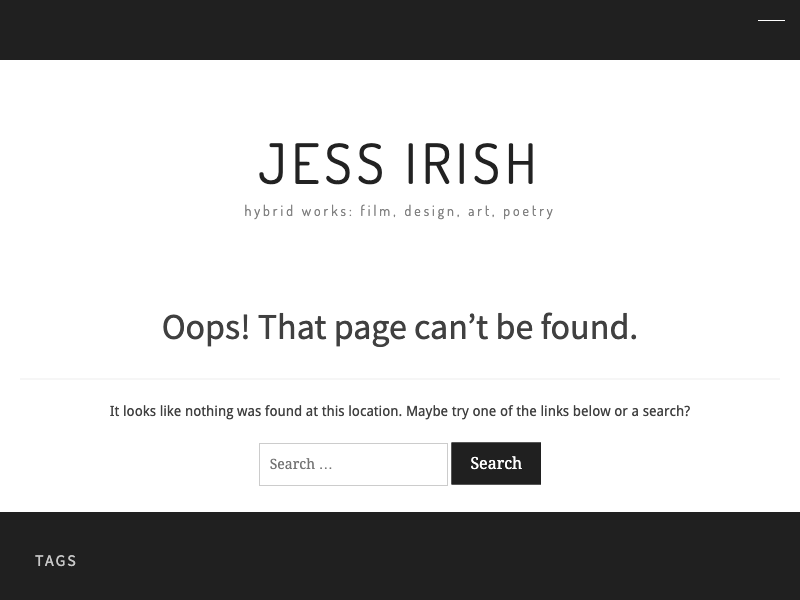 JESS IRISH
hybrid works: film, design, art, poetry
Oops! That page can’t be found.
It looks like nothing was found at this location. Maybe try one of the links below or a search?
Search …
Search
TAGS